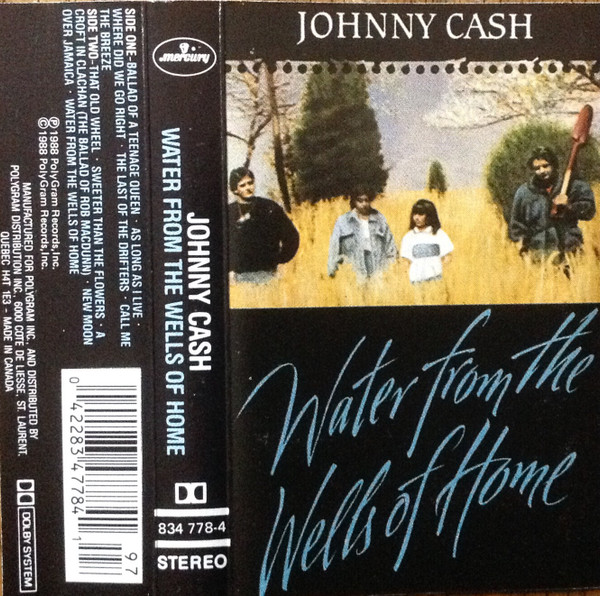 JOHNNY CASH
Water from the
Wells of Home
mercury
JOHNNY CASH
WATER FROM THE WELLS OF HOME
834 778-4
STEREO
SIDE ONE-BALLAD OF A TEENAGE QUEEN · AS LONG AS I LIVE ·
WHERE DID WE GO RIGHT · THE LAST OF THE DRIFTERS · CALL ME
THE BREEZE
SIDE TWO-THAT OLD WHEEL · SWEETER THAN THE FLOWERS · A
CROFT IN CLACHAN (THE BALLAD OF ROB MACDUNN) · NEW MOON
OVER JAMAICA · WATER FROM THE WELLS OF HOME
Ⓟ 1988 PolyGram Records, Inc.
© 1988 PolyGram Records, Inc.
MANUFACTURED FOR POLYGRAM INC. AND DISTRIBUTED BY
POLYGRAM DISTRIBUTION INC., 6000 COTE DE LIESSE, ST. LAURENT,
QUEBEC H4T 1E3 - MADE IN CANADA
0 42283 47784 1
97
DOLBY SYSTEM